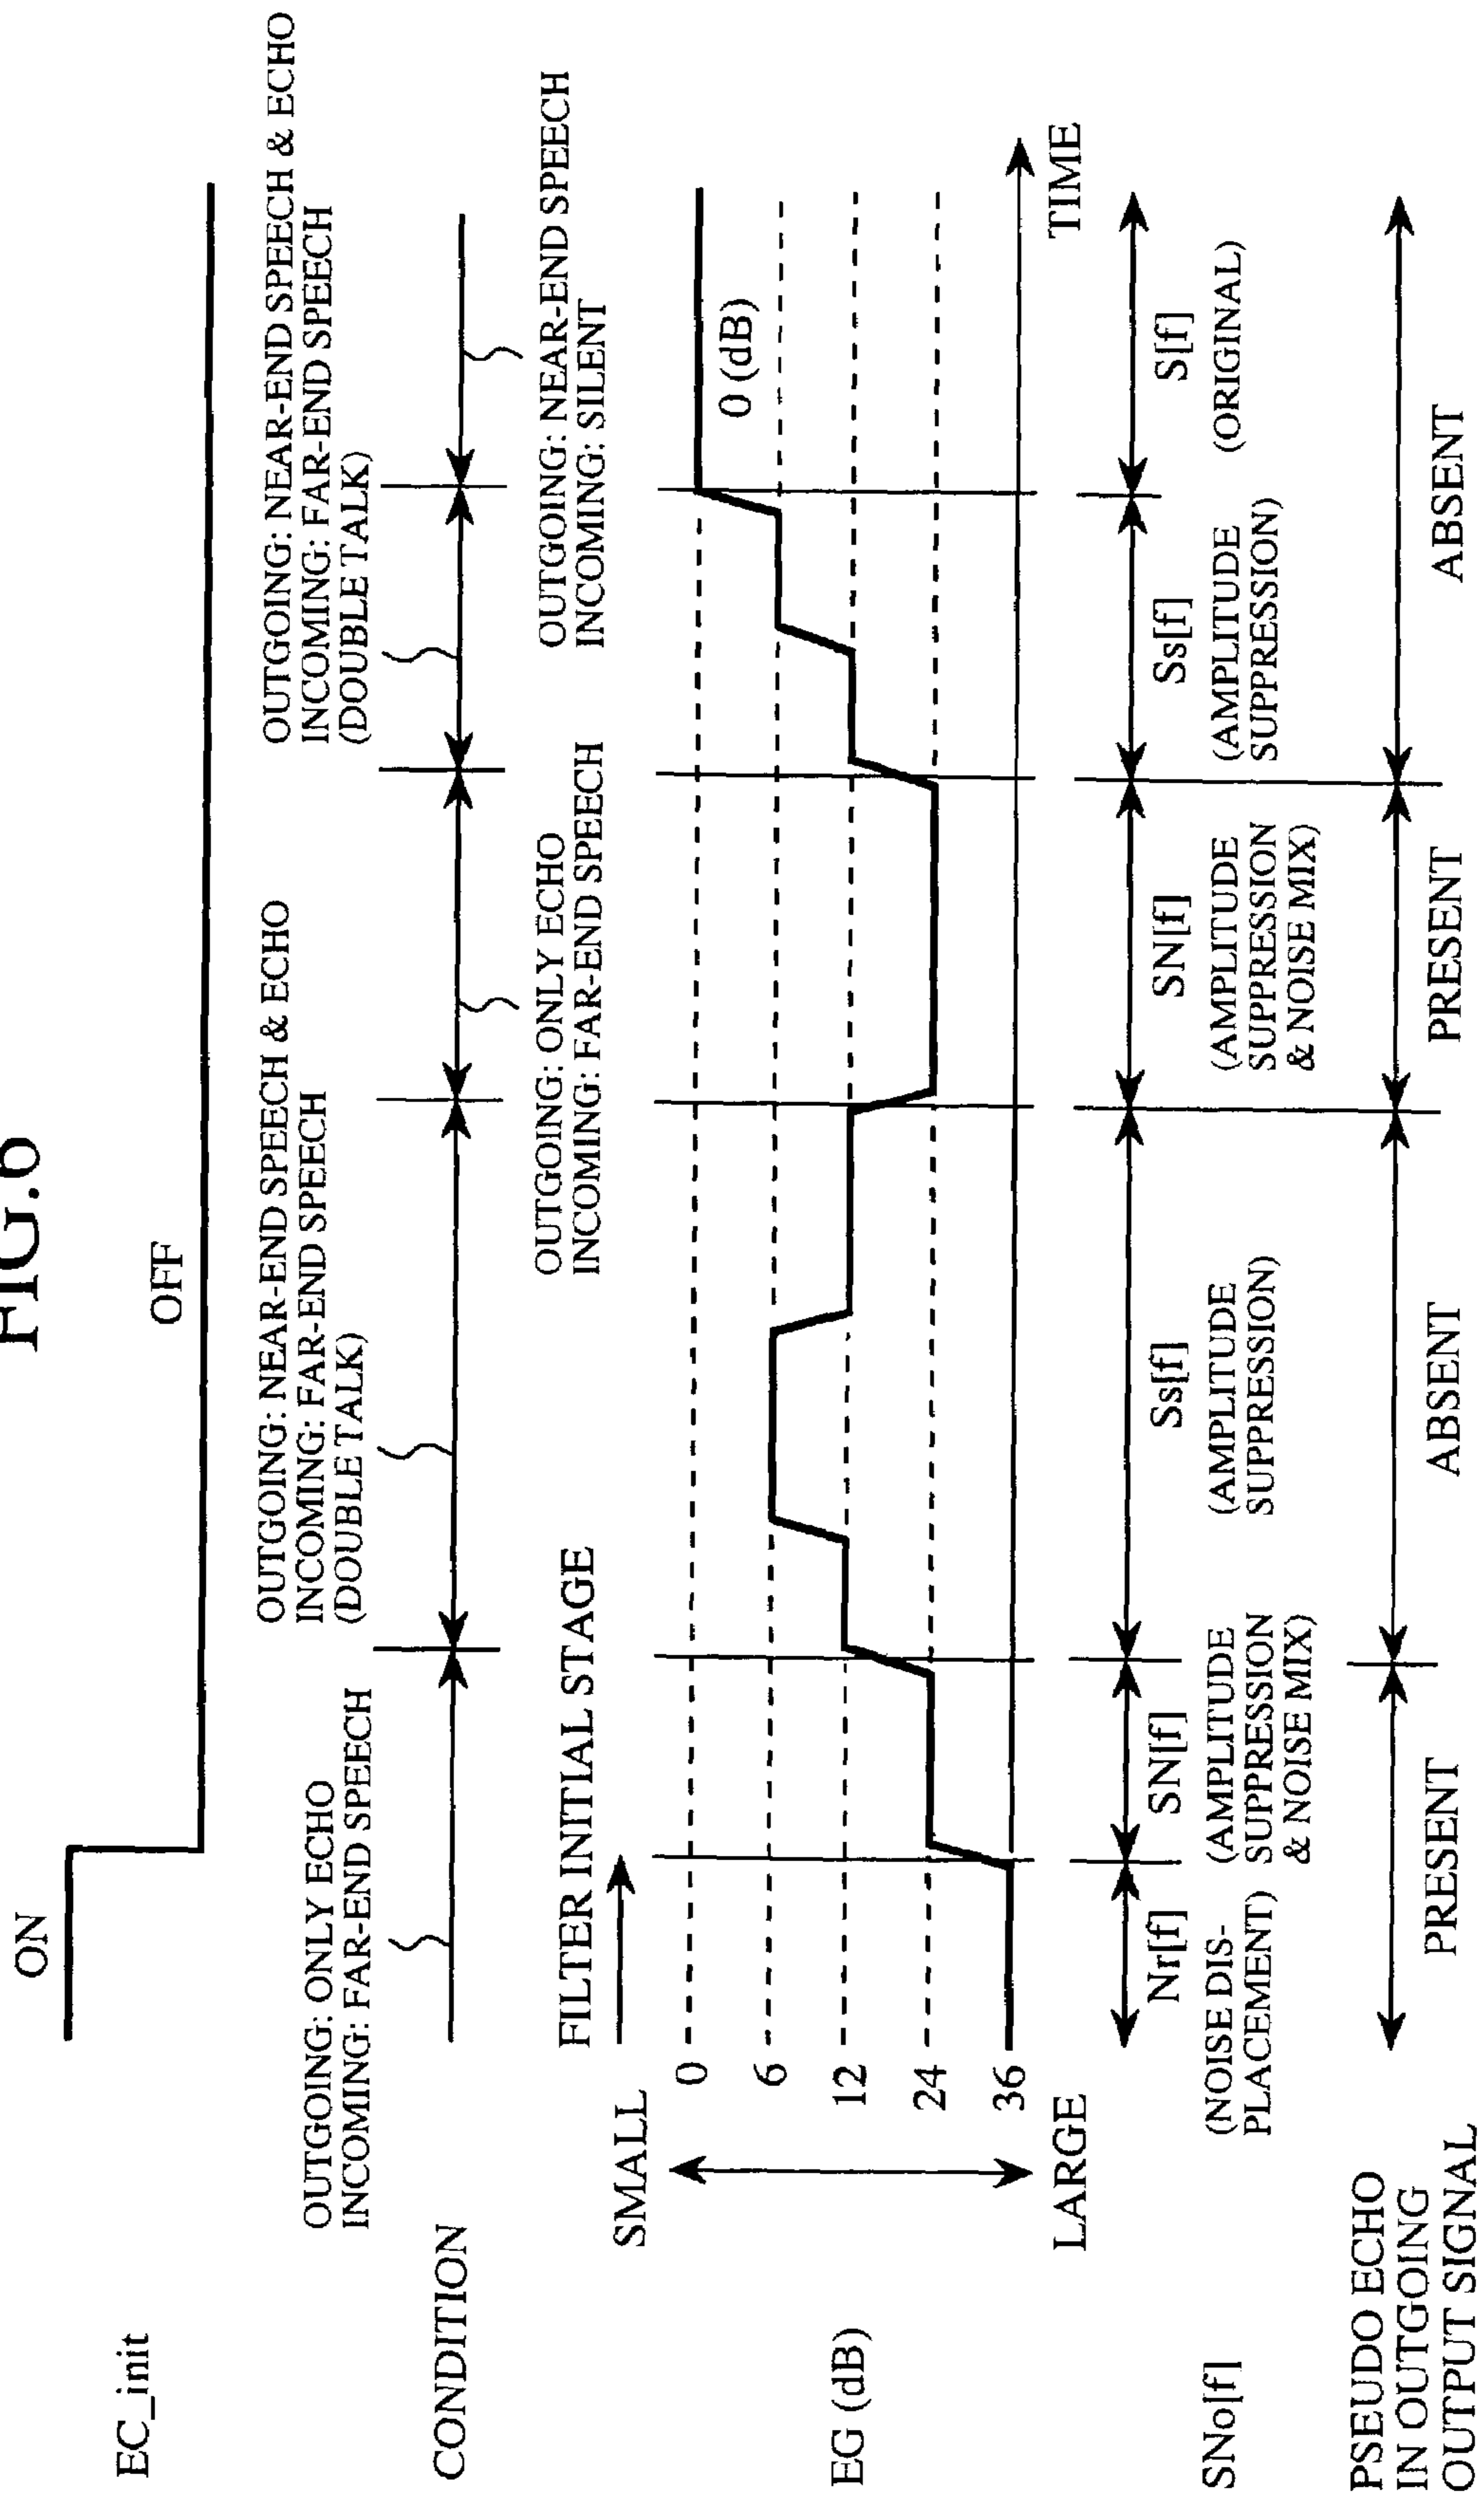 FIG.6
EC_init
ON
OFF
CONDITION
OUTGOING: ONLY ECHO
INCOMING: FAR-END SPEECH
OUTGOING: NEAR-END SPEECH & ECHO
INCOMING: FAR-END SPEECH
(DOUBLE TALK)
OUTGOING: ONLY ECHO
INCOMING: FAR-END SPEECH
OUTGOING: NEAR-END SPEECH & ECHO
INCOMING: FAR-END SPEECH
(DOUBLE TALK)
OUTGOING: NEAR-END SPEECH
INCOMING: SILENT
FILTER INITIAL STAGE
EG (dB)
SMALL
LARGE
0
6
12
24
36
0 (dB)
TIME
SNo[f]
Nr[f]
(NOISE DIS-
PLACEMENT)
SN[f]
(AMPLITUDE
SUPPRESSION
& NOISE MIX)
Ss[f]
(AMPLITUDE
SUPPRESSION)
SN[f]
(AMPLITUDE
SUPPRESSION
& NOISE MIX)
Ss[f]
(AMPLITUDE
SUPPRESSION)
S[f]
(ORIGINAL)
PSEUDO ECHO
IN OUTGOING
OUTPUT SIGNAL
PRESENT
ABSENT
PRESENT
ABSENT